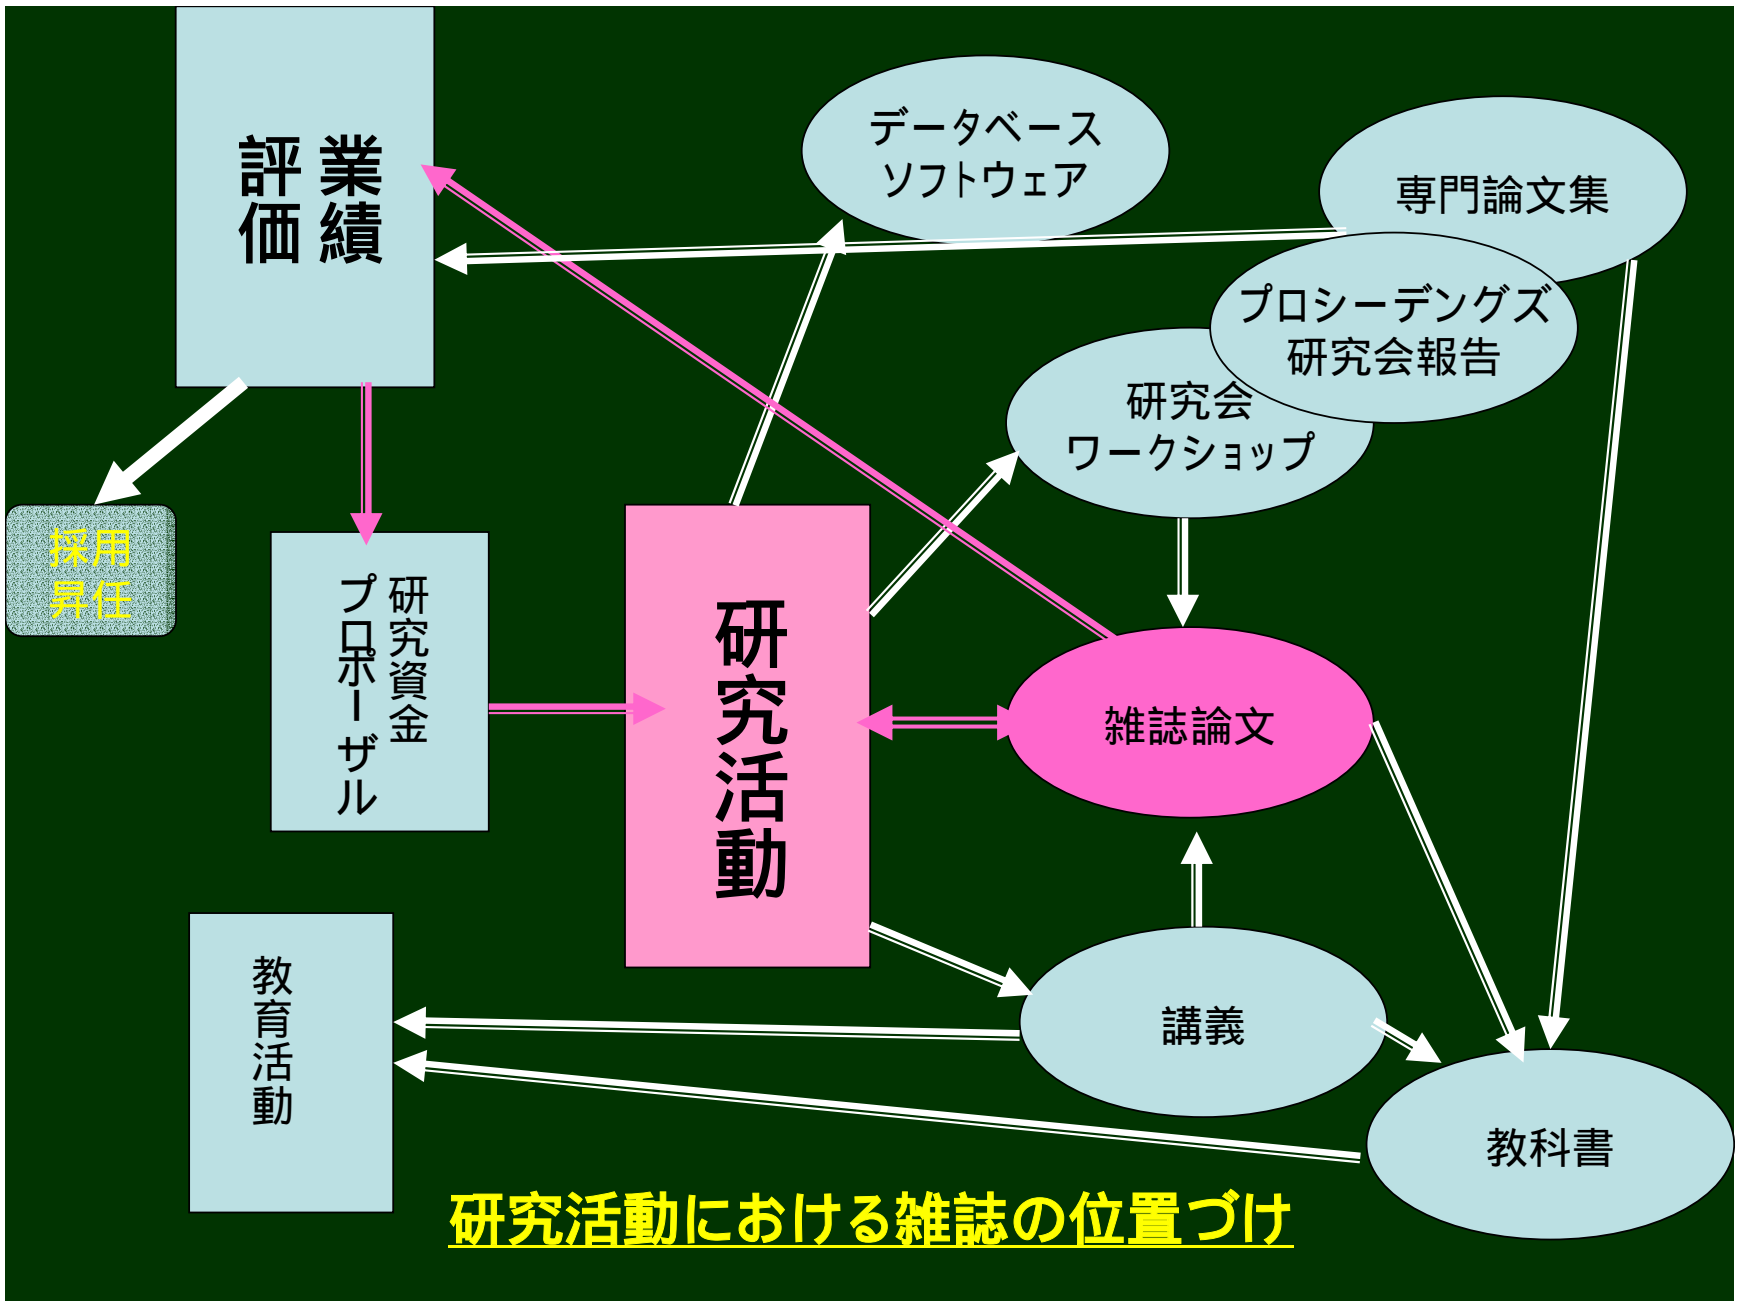 業績
評価
データベース
ソフトウェア
専門論文集
プロシーデングズ
研究会報告
研究会
ワークショップ
採用
昇任
研究資金
プロポーザル
研究活動
雑誌論文
教育活動
講義
教科書
研究活動における雑誌の位置づけ